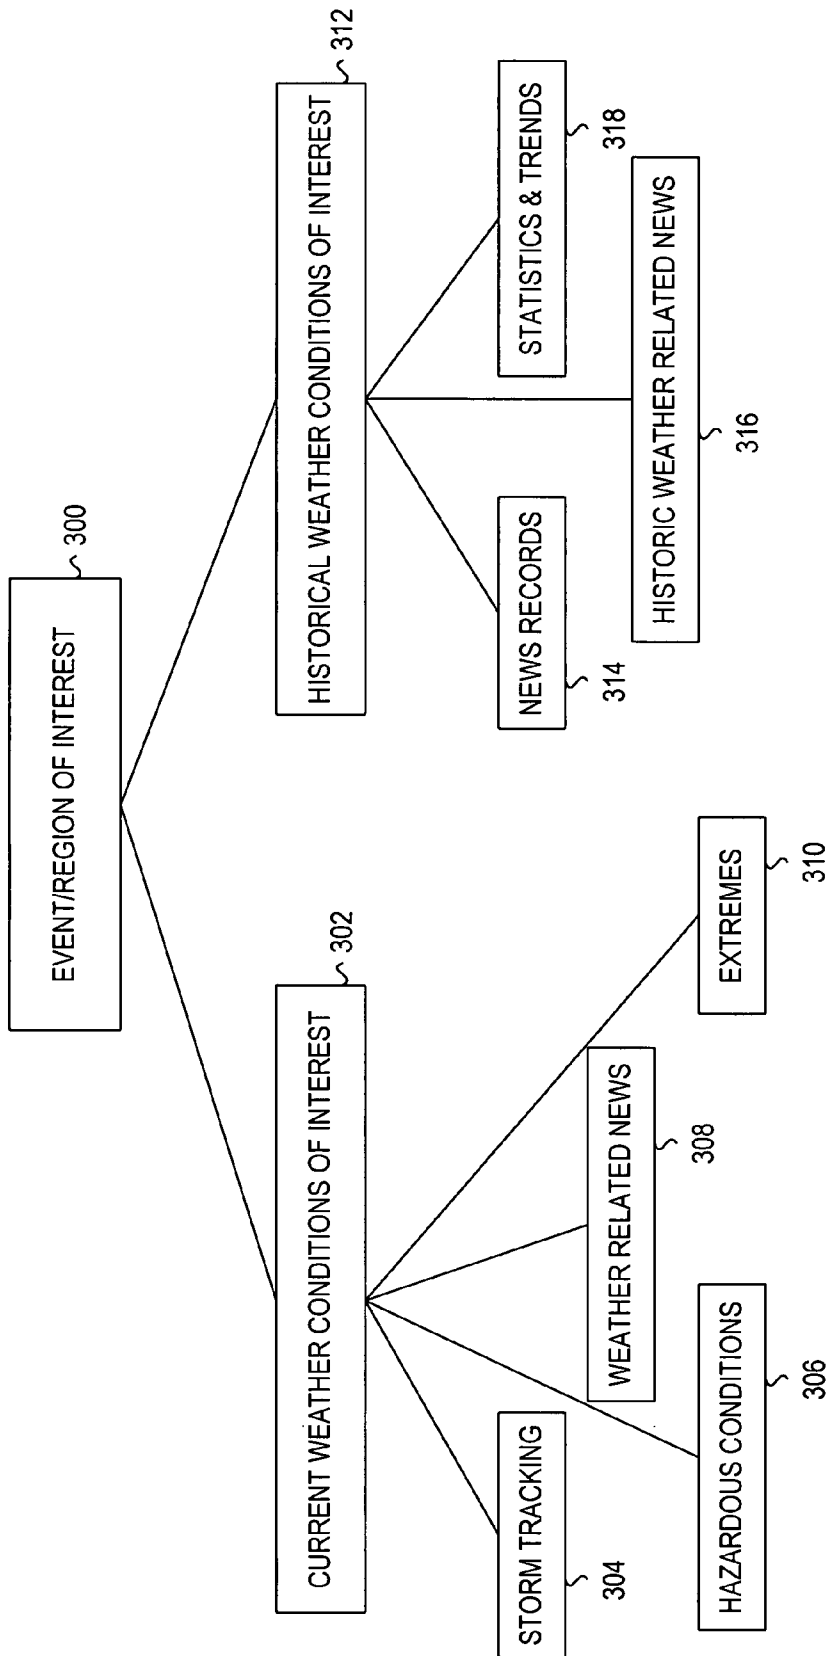 EVENT/REGION OF INTEREST
300
CURRENT WEATHER CONDITIONS OF INTEREST
302
HISTORICAL WEATHER CONDITIONS OF INTEREST
312
STORM TRACKING
304
HAZARDOUS CONDITIONS
306
WEATHER RELATED NEWS
308
EXTREMES
310
NEWS RECORDS
314
HISTORIC WEATHER RELATED NEWS
316
STATISTICS & TRENDS
318